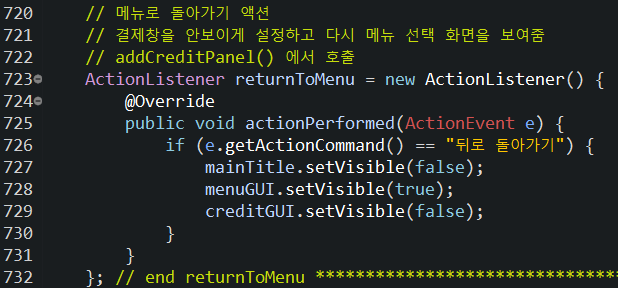 720 // 메뉴로 돌아가기 액션
721 // 결제창을 안보이게 설정하고 다시 메뉴 선택 화면을 보여줌
722 // addCreditPanel() 에서 호출
723 ActionListener returnToMenu = new ActionListener() {
724 @Override
725 public void actionPerformed(ActionEvent e) {
726 if (e.getActionCommand() == "뒤로 돌아가기") {
727 mainTitle.setVisible(false);
728 menuGUI.setVisible(true);
729 creditGUI.setVisible(false);
730 }
731 }
732 }; // end returnToMenu *******************************